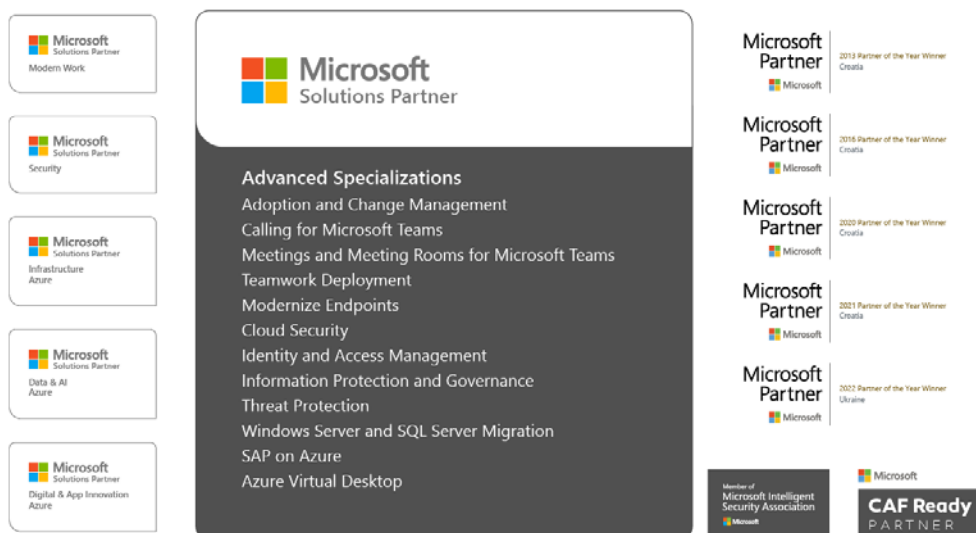 Microsoft
Solutions Partner
Modern Work
Microsoft
Solutions Partner
Security
Microsoft
Solutions Partner
Infrastructure
Azure
Microsoft
Solutions Partner
Data & AI
Azure
Microsoft
Solutions Partner
Digital & App Innovation
Azure
Microsoft
Solutions Partner
Advanced Specializations
Adoption and Change Management
Calling for Microsoft Teams
Meetings and Meeting Rooms for Microsoft Teams
Teamwork Deployment
Modernize Endpoints
Cloud Security
Identity and Access Management
Information Protection and Governance
Threat Protection
Windows Server and SQL Server Migration
SAP on Azure
Azure Virtual Desktop
Microsoft
Partner
Microsoft
2013 Partner of the Year Winner
Croatia
Microsoft
Partner
Microsoft
2016 Partner of the Year Winner
Croatia
Microsoft
Partner
Microsoft
2020 Partner of the Year Winner
Croatia
Microsoft
Partner
Microsoft
2021 Partner of the Year Winner
Croatia
Microsoft
Partner
Microsoft
2022 Partner of the Year Winner
Ukraine
Member of
Microsoft Intelligent
Security Association
Microsoft
Microsoft
CAF Ready
PARTNER